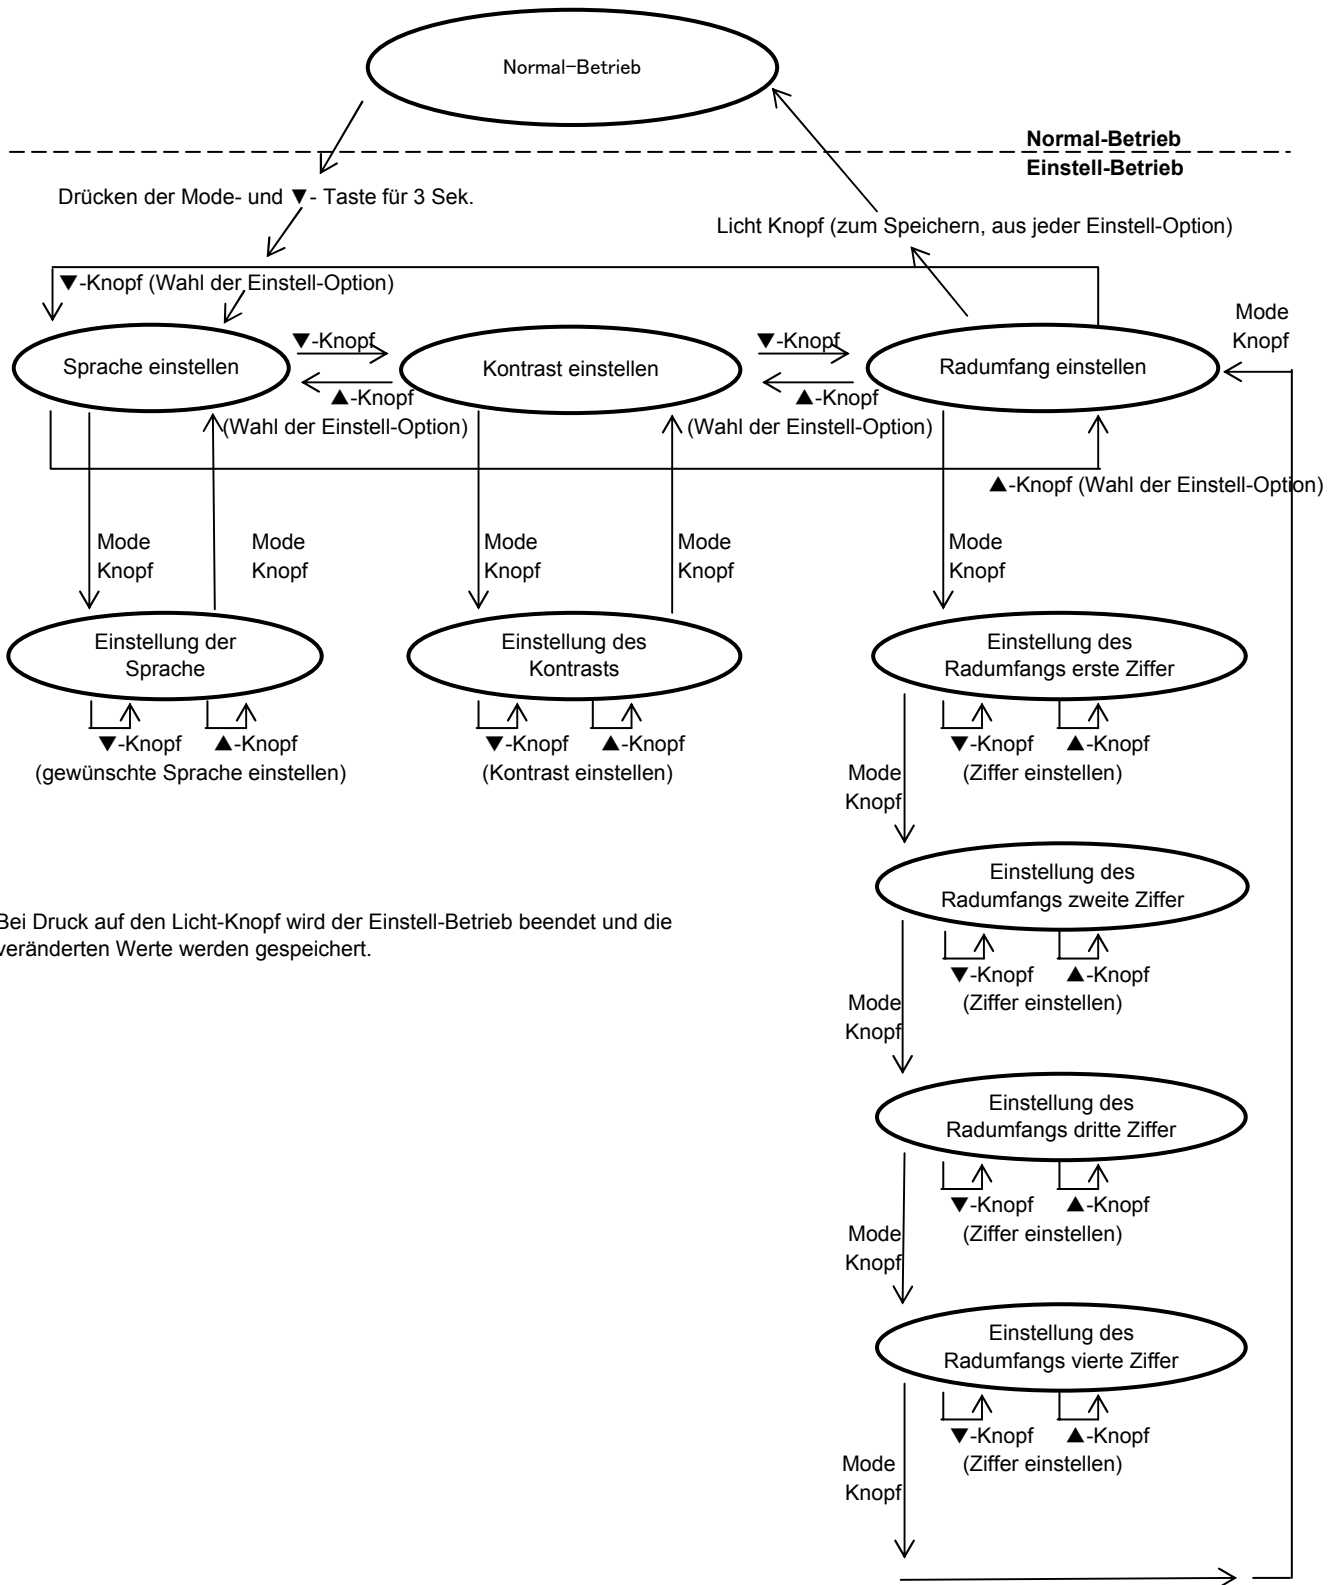 Normal-Betrieb
Normal-Betrieb
Einstell-Betrieb
Drücken der Mode- und ▼- Taste für 3 Sek.
Licht Knopf (zum Speichern, aus jeder Einstell-Option)
▼-Knopf (Wahl der Einstell-Option)
Mode
Knopf
Sprache einstellen
▼-Knopf
▲-Knopf
(Wahl der Einstell-Option)
Kontrast einstellen
▼-Knopf
▲-Knopf
(Wahl der Einstell-Option)
Radumfang einstellen
▲-Knopf (Wahl der Einstell-Option)
Mode
Knopf
Mode
Knopf
Mode
Knopf
Mode
Knopf
Mode
Knopf
Einstellung der
Sprache
▼-Knopf ▲-Knopf
(gewünschte Sprache einstellen)
Einstellung des
Kontrasts
▼-Knopf ▲-Knopf
(Kontrast einstellen)
Einstellung des
Radumfangs erste Ziffer
▼-Knopf ▲-Knopf
(Ziffer einstellen)
Mode
Knopf
Einstellung des
Radumfangs zweite Ziffer
Bei Druck auf den Licht-Knopf wird der Einstell-Betrieb beendet und die
veränderten Werte werden gespeichert.
▼-Knopf ▲-Knopf
(Ziffer einstellen)
Mode
Knopf
Einstellung des
Radumfangs dritte Ziffer
▼-Knopf ▲-Knopf
(Ziffer einstellen)
Mode
Knopf
Einstellung des
Radumfangs vierte Ziffer
▼-Knopf ▲-Knopf
(Ziffer einstellen)
Mode
Knopf